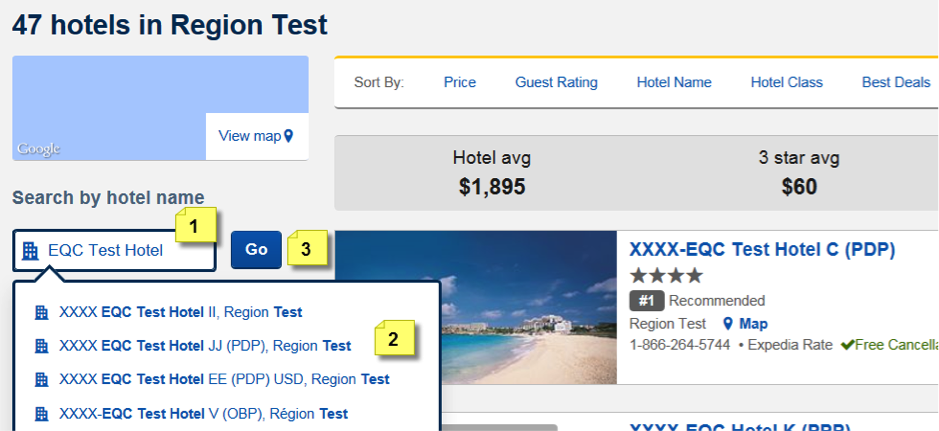 47 hotels in Region Test
Google
View map
Sort By: Price Guest Rating Hotel Name Hotel Class Best Deals
Hotel avg
$1,895
3 star avg
$60
Search by hotel name
1
EQC Test Hotel
Go
3
XXXX EQC Test Hotel II, Region Test
XXXX EQC Test Hotel JJ (PDP), Region Test
XXXX EQC Test Hotel EE (PDP) USD, Region Test
XXXX-EQC Test Hotel V (OBP), Région Test
2
XXXX-EQC Test Hotel C (PDP)
#1 Recommended
Region Test Map
1-866-264-5744 • Expedia Rate Free Cancella
XXXX-EQC Hotel K (PRP)